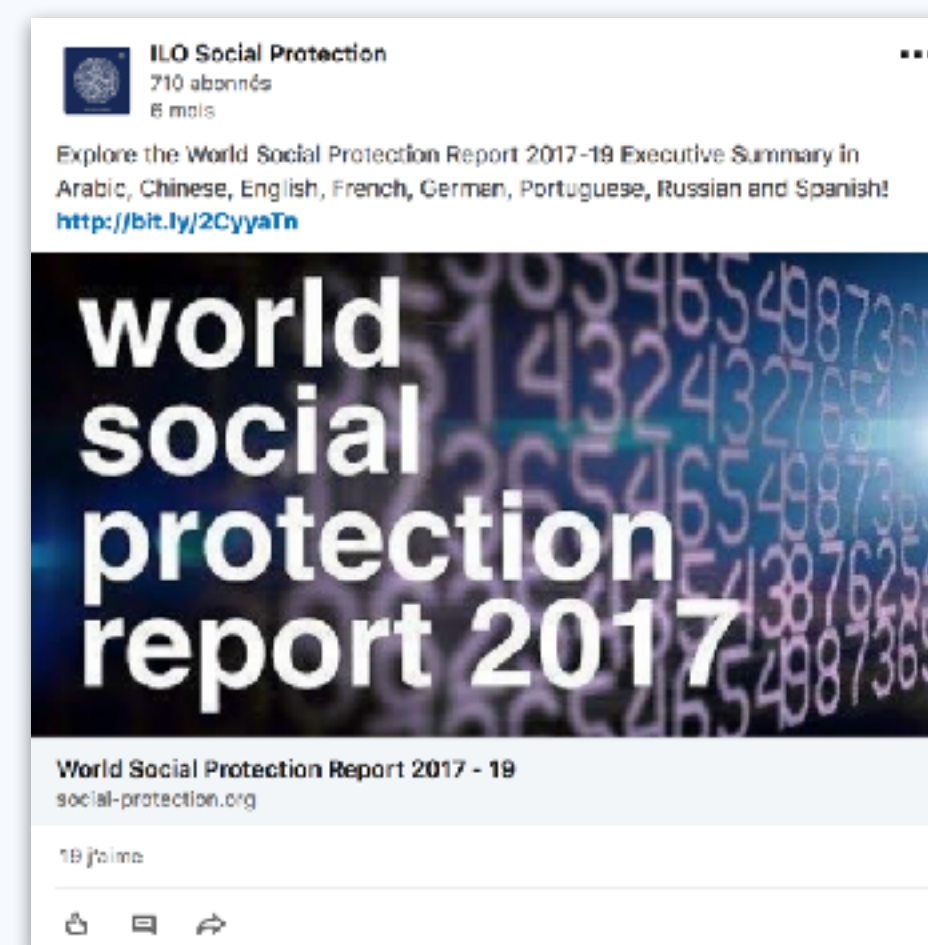 ILO Social Protection
710 abonnés
6 mois
Explore the World Social Protection Report 2017-19 Executive Summary in
Arabic, Chinese, English, French, German, Portuguese, Russian and Spanish!
http://bit.ly/2CyyaTn
world
social
protection
report 2017
World Social Protection Report 2017 - 19
social-protection.org
19 j'aime